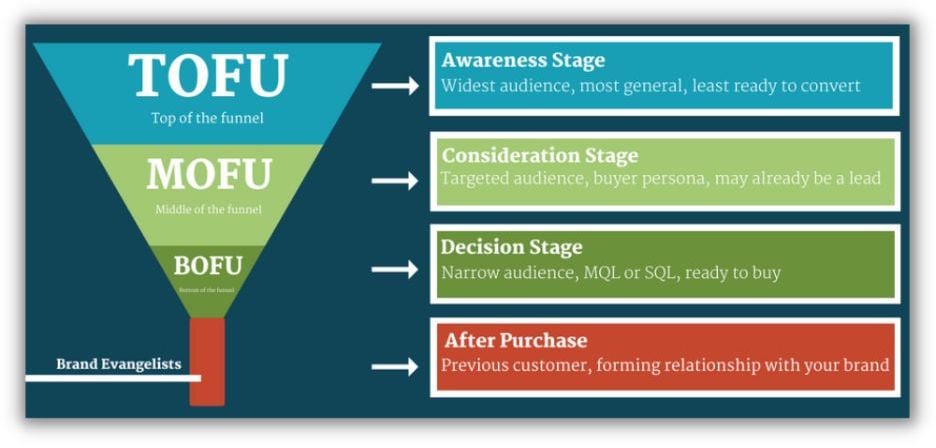 TOFU
Top of the funnel
Awareness Stage
Widest audience, most general, least ready to convert
MOFU
Middle of the funnel
Consideration Stage
Targeted audience, buyer persona, may already be a lead
BOFU
Bottom of the funnel
Decision Stage
Narrow audience, MQL or SQL, ready to buy
Brand Evangelists
After Purchase
Previous customer, forming relationship with your brand